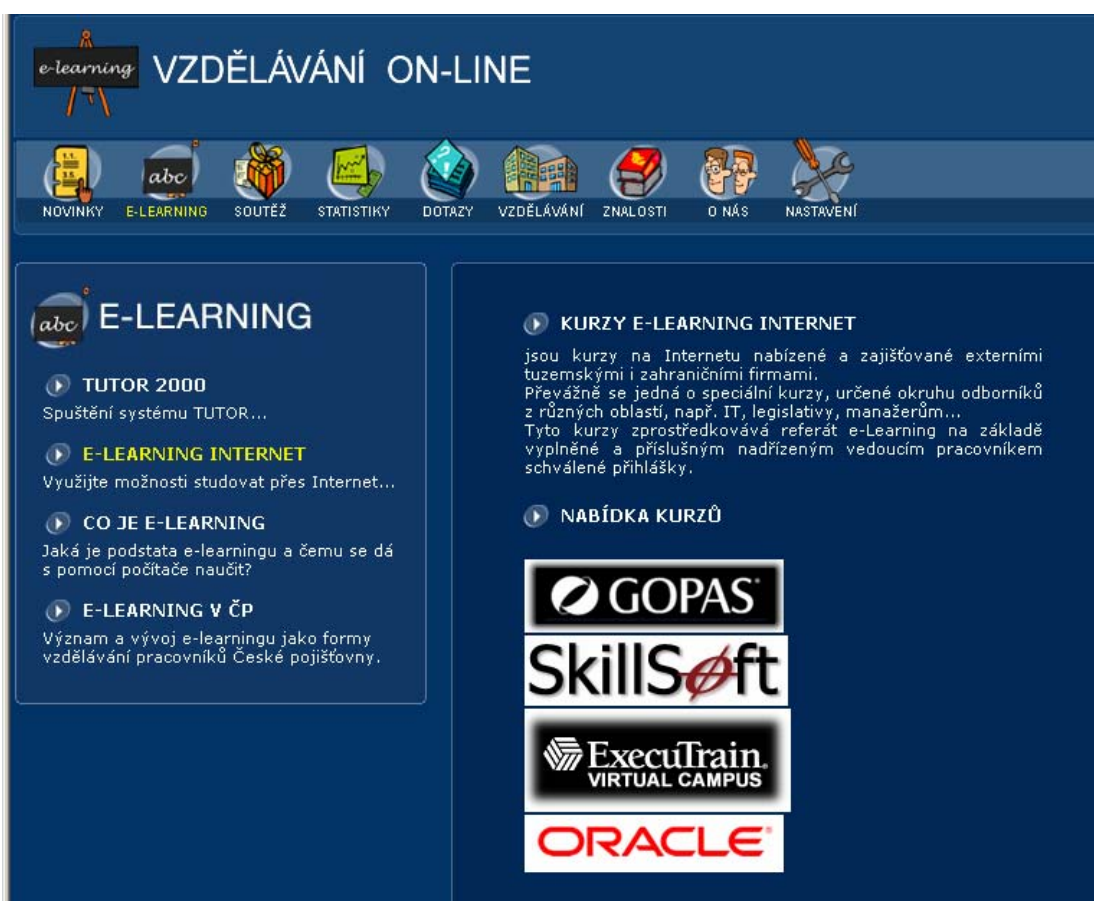 e-learning
VZDĚLÁVÁNÍ ON-LINE
abc
NOVINKY E-LEARNING SOUTĚŽ STATISTIKY DOTAZY VZDĚLÁVÁNÍ ZNALOSTI O NÁS NASTAVENÍ
abc E-LEARNING
TUTOR 2000
Spuštění systému TUTOR...
E-LEARNING INTERNET
Využijte možnosti studovat přes Internet...
CO JE E-LEARNING
Jaká je podstata e-learningu a čemu se dá
s pomocí počítače naučit?
E-LEARNING V ČP
Význam a vývoj e-learningu jako formy
vzdělávání pracovníků České pojišťovny.
KURZY E-LEARNING INTERNET
jsou kurzy na Internetu nabízené a zajišťované externími
tuzemskými i zahraničními firmami.
Převážně se jedná o speciální kurzy, určené okruhu odborníků
z různých oblastí, např. IT, legislativy, manažerům...
Tyto kurzy zprostředkovává referát e-Learning na základě
vyplněné a příslušným nadřízeným vedoucím pracovníkem
schválené přihlášky.
NABÍDKA KURZŮ
GOPAS
SkillSoft
ExecuTrain.
VIRTUAL CAMPUS
ORACLE